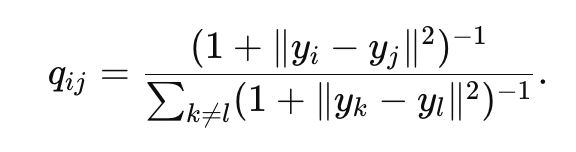 q_{ij} = \frac{(1 + \|y_i - y_j\|^2)^{-1}}{\sum_{k \neq l}(1 + \|y_k - y_l\|^2)^{-1}}.